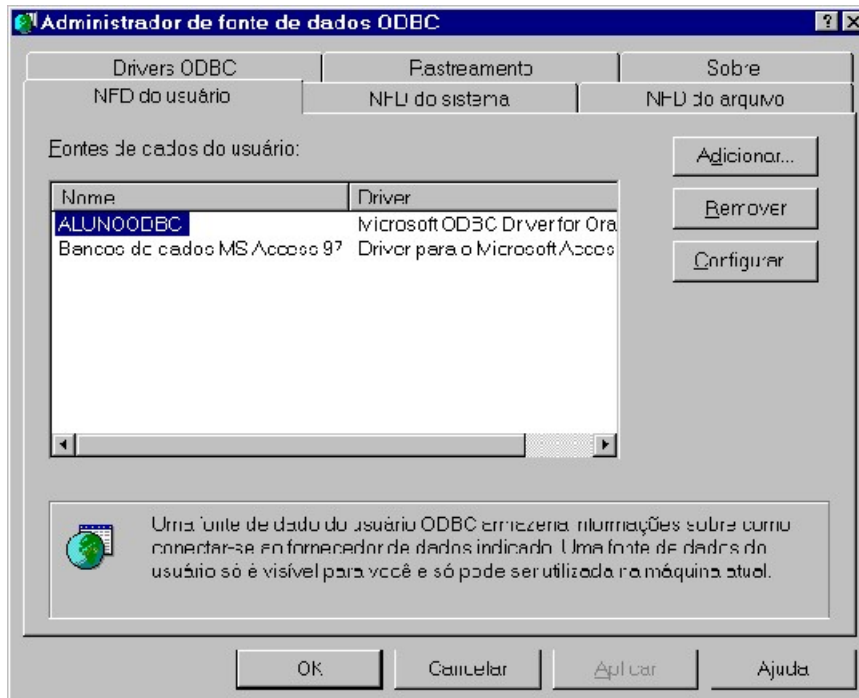 Administrador de fonte de dados ODBC
Drivers ODBC
Rastreamento
Sobre
NFD do usuário
NFD do sistema
NFD do arquivo
Fontes de dados do usuário:
Adicionar...
Remover
Configurar
Nome
Driver
ALUNOODBC
Microsoft ODBC Driver for Ora
Bancos de dados MS Access 97
Driver para o Microsoft Acces
Uma fonte de dado do usuário ODBC armazena informações sobre como
conectar-se ao fornecedor de dados indicado. Uma fonte de dados do
usuário só é visível para você e só pode ser utilizada na máquina atual.
OK
Cancelar
Aplicar
Ajuda